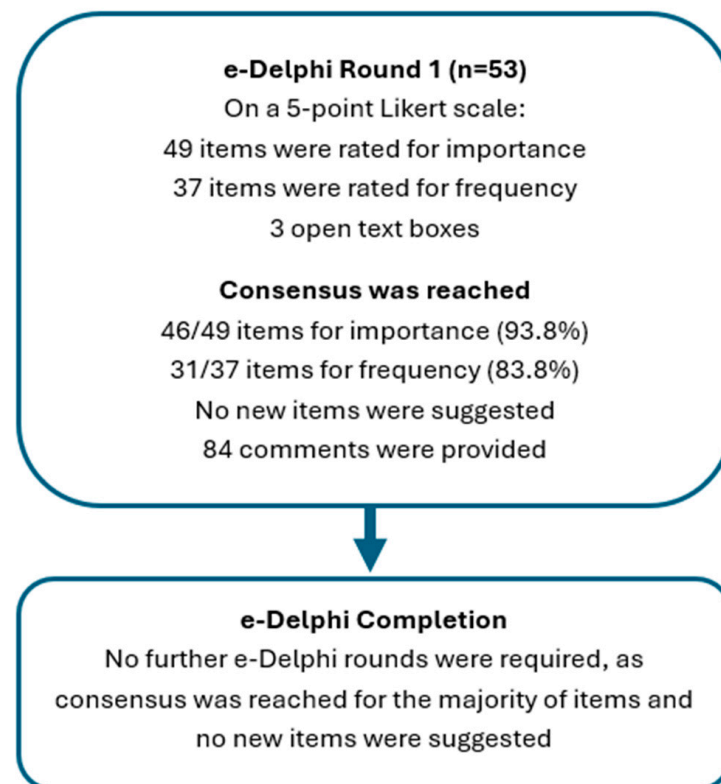 e-Delphi Round 1 (n=53)
On a 5-point Likert scale:
49 items were rated for importance
37 items were rated for frequency
3 open text boxes
Consensus was reached
46/49 items for importance (93.8%)
31/37 items for frequency (83.8%)
No new items were suggested
84 comments were provided
e-Delphi Completion
No further e-Delphi rounds were required, as
consensus was reached for the majority of items and
no new items were suggested